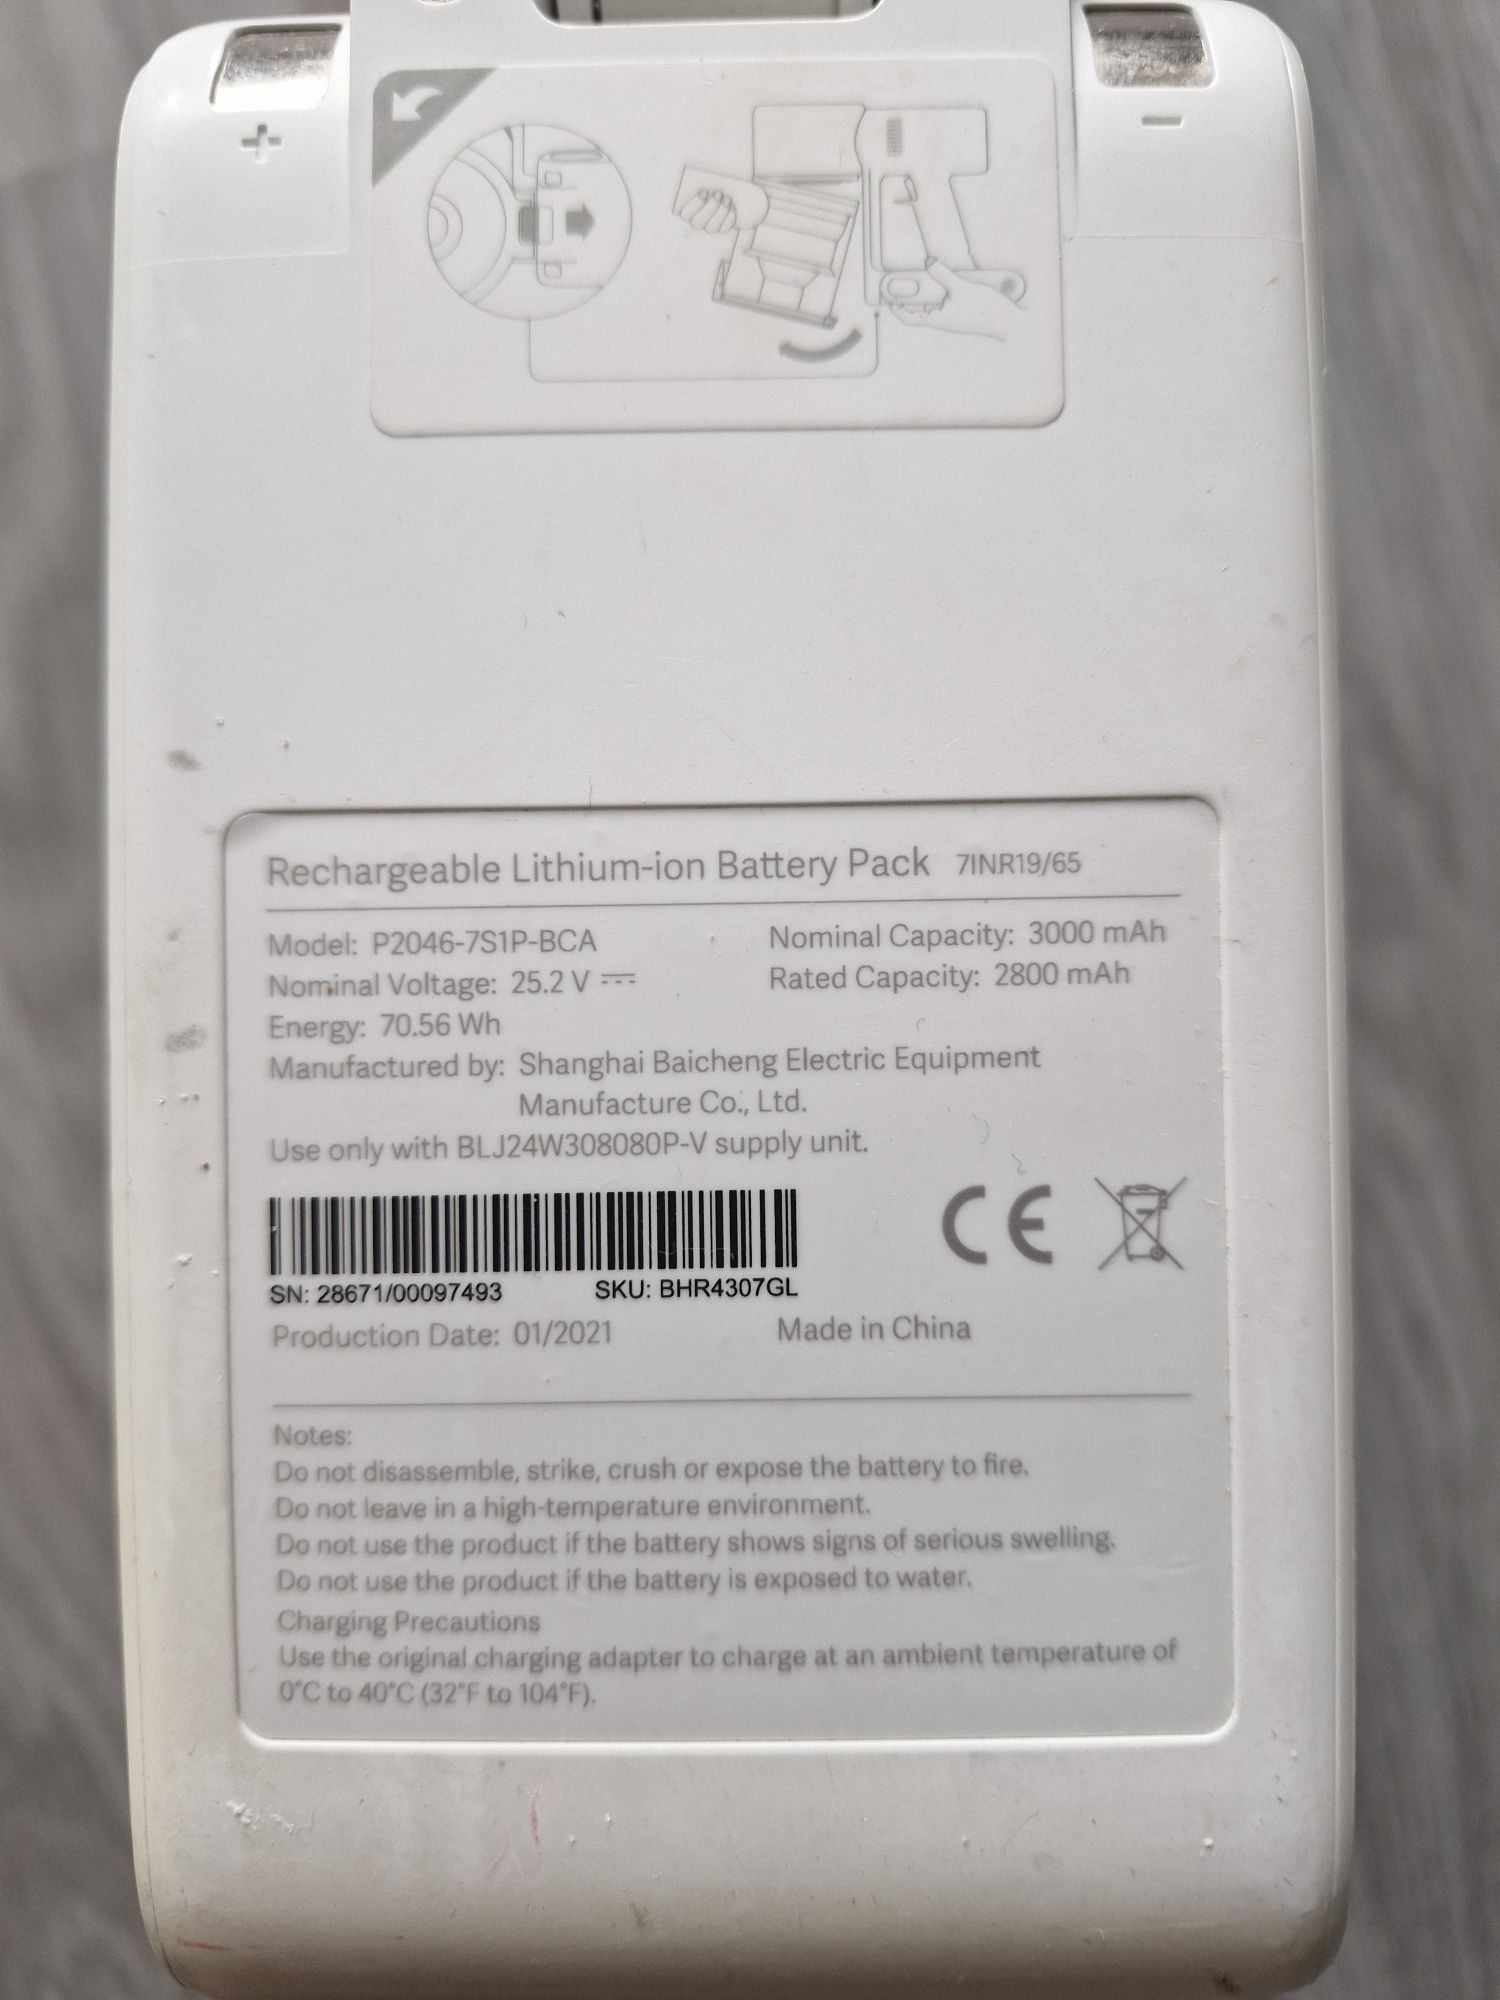 +
−
Rechargeable Lithium-ion Battery Pack 7INR19/65
Model: P2046-7S1P-BCA Nominal Capacity: 3000 mAh
Nominal Voltage: 25.2 V ⎓ Rated Capacity: 2800 mAh
Energy: 70.56 Wh
Manufactured by: Shanghai Baicheng Electric Equipment
Manufacture Co., Ltd.
Use only with BLJ24W308080P-V supply unit.
CE
SN: 28671/00097493 SKU: BHR4307GL
Production Date: 01/2021 Made in China
Notes:
Do not disassemble, strike, crush or expose the battery to fire.
Do not leave in a high-temperature environment.
Do not use the product if the battery shows signs of serious swelling.
Do not use the product if the battery is exposed to water.
Charging Precautions
Use the original charging adapter to charge at an ambient temperature of
0°C to 40°C (32°F to 104°F).